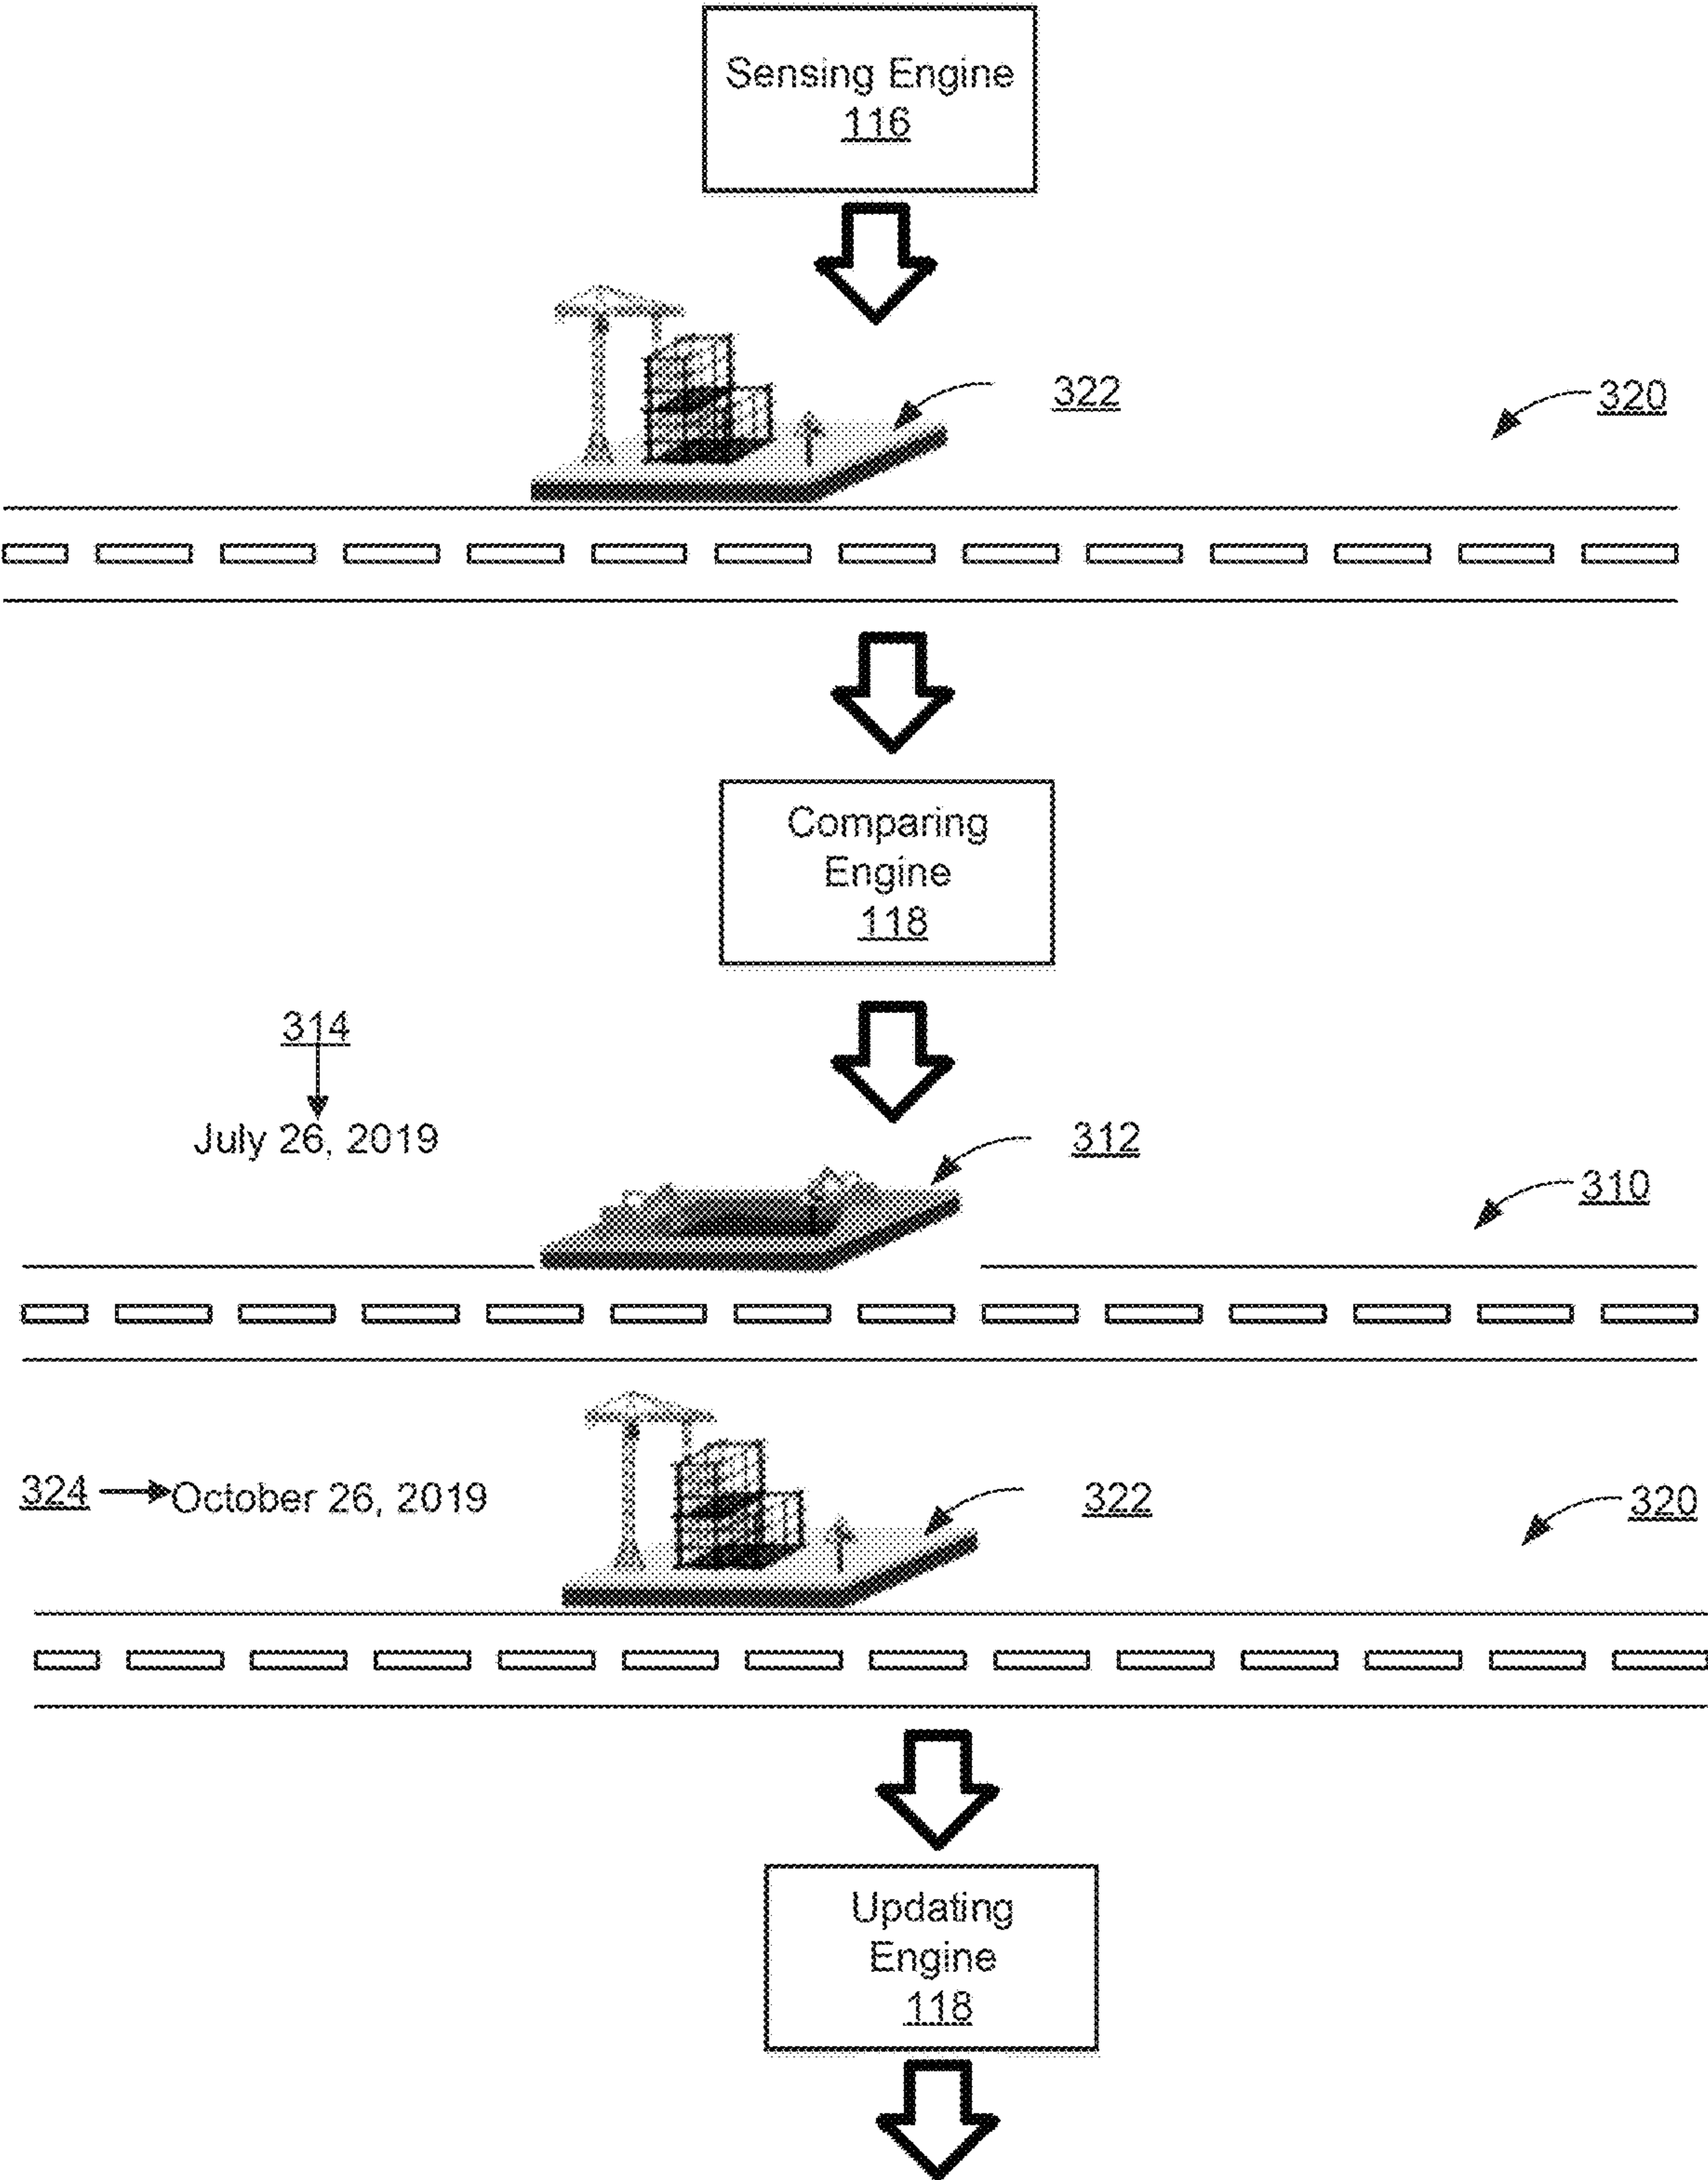 Sensing Engine
116
322
320
Comparing
Engine
118
314
July 26, 2019
312
310
324
October 26, 2019
322
320
Updating
Engine
118